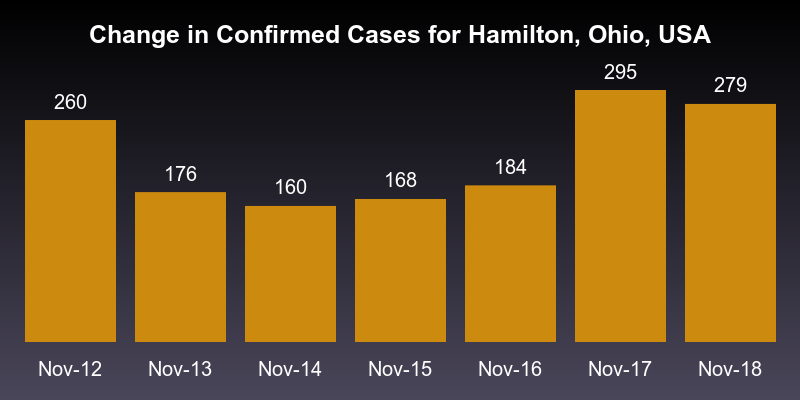 Change in Confirmed Cases for Hamilton, Ohio, USA
260 176 160 168 184 295 279
Nov-12 Nov-13 Nov-14 Nov-15 Nov-16 Nov-17 Nov-18